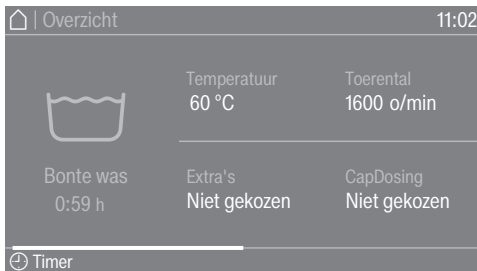 | Overzicht 11:02
Temperatuur Toerental
60 °C 1600 o/min
Bonte was Extra's CapDosing
0:59 h Niet gekozen Niet gekozen
Timer